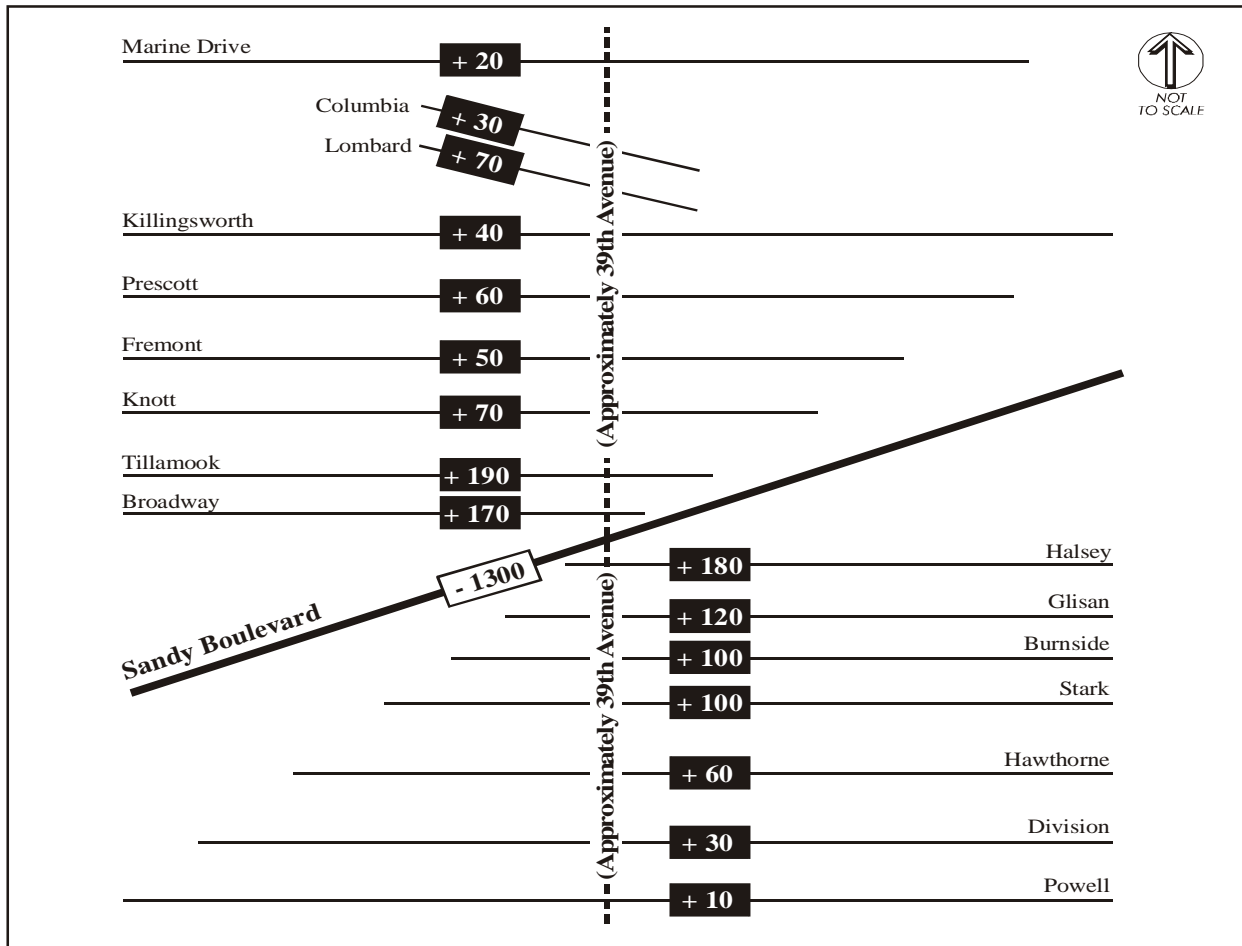 Marine Drive
+ 20
NOT
TO SCALE
Columbia
+ 30
Lombard
+ 70
(Approximately 39th Avenue)
Killingsworth
+ 40
Prescott
+ 60
Fremont
+ 50
Knott
+ 70
Tillamook
+ 190
Broadway
+ 170
Sandy Boulevard
- 1300
Halsey
+ 180
(Approximately 39th Avenue)
Glisan
+ 120
Burnside
+ 100
Stark
+ 100
Hawthorne
+ 60
Division
+ 30
Powell
+ 10